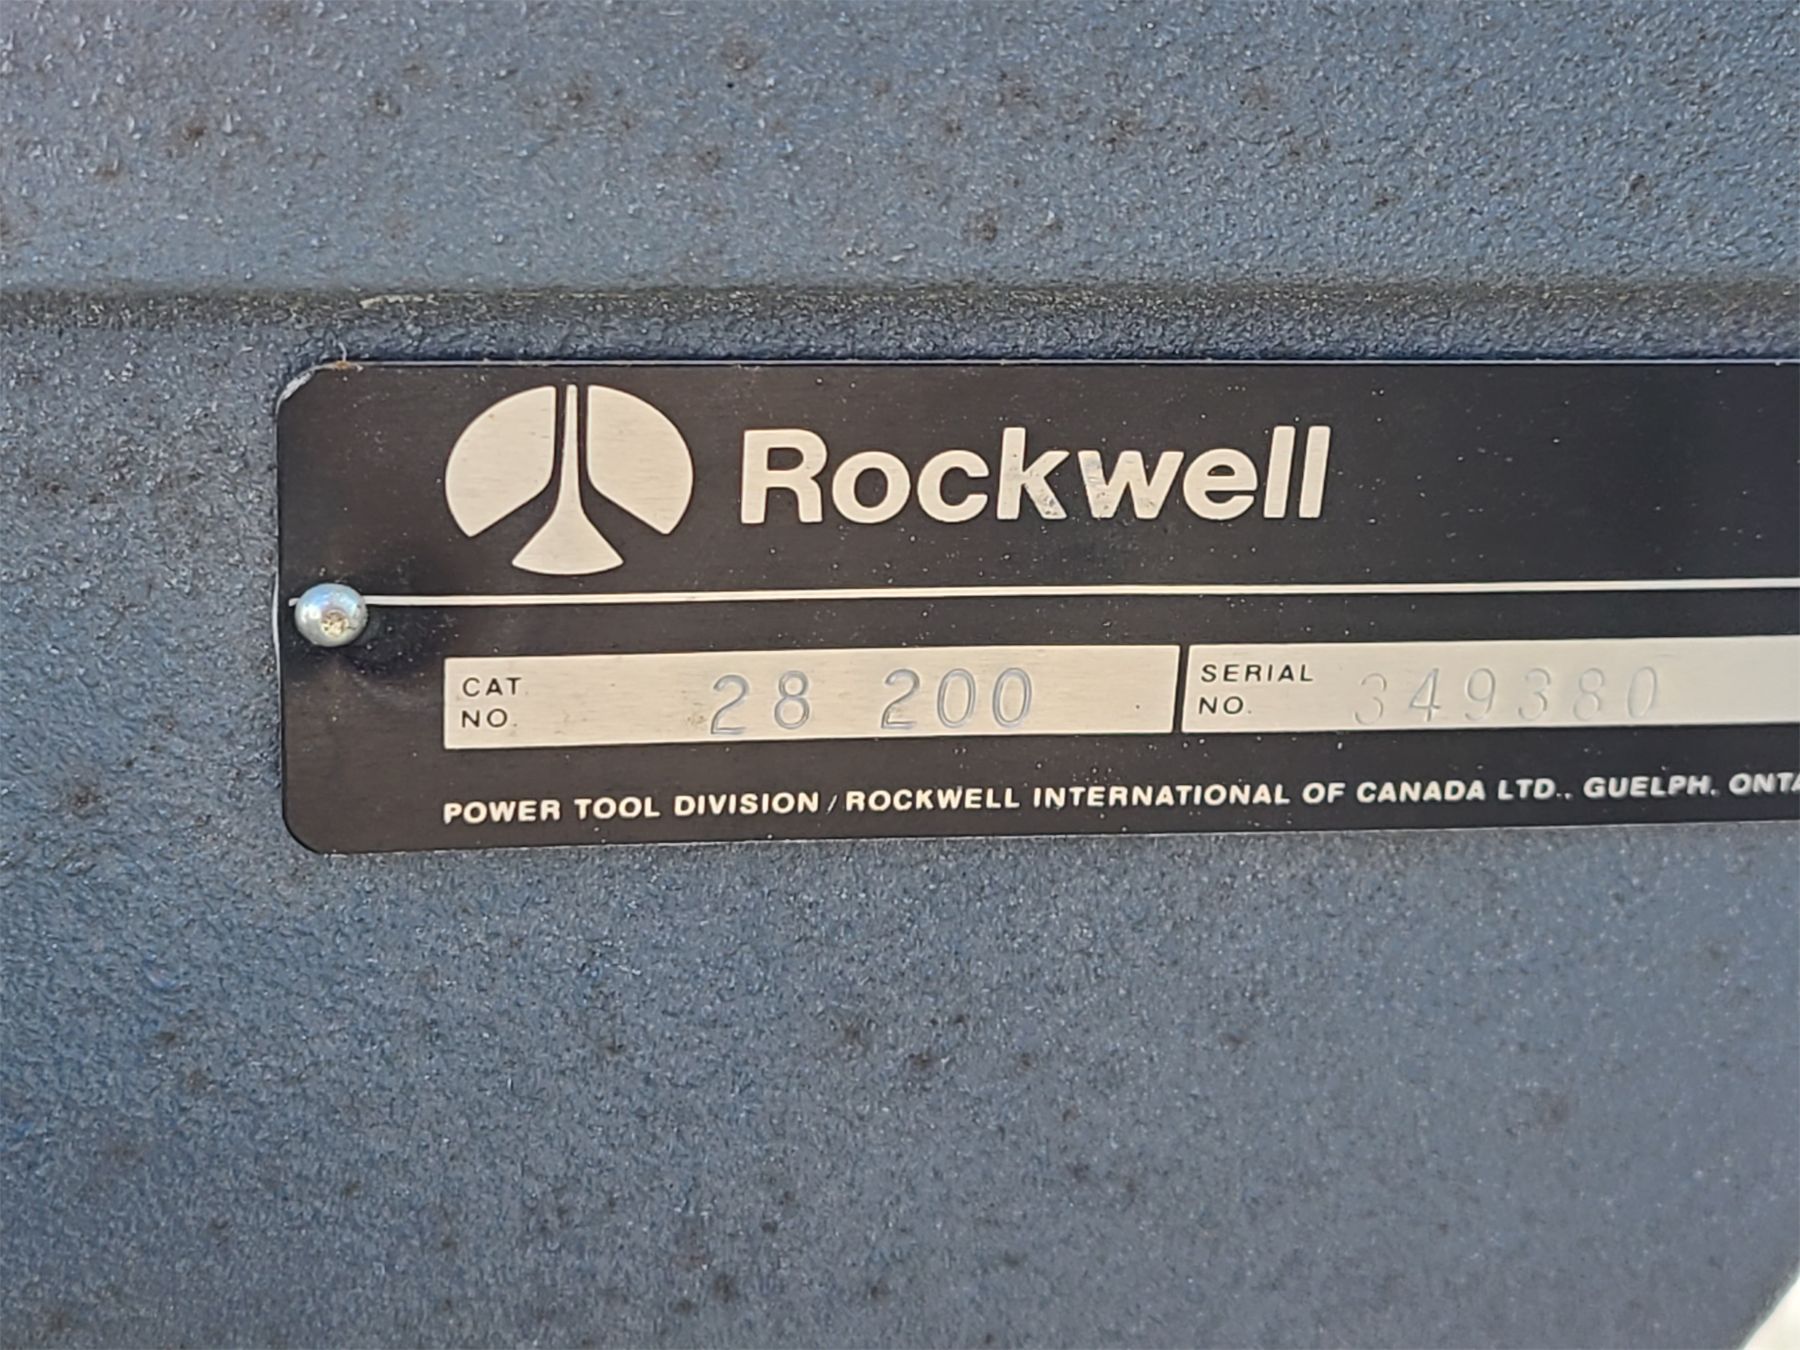 Rockwell
CAT. NO. 28 200
SERIAL NO. 349380
POWER TOOL DIVISION / ROCKWELL INTERNATIONAL OF CANADA LTD., GUELPH, ONTA